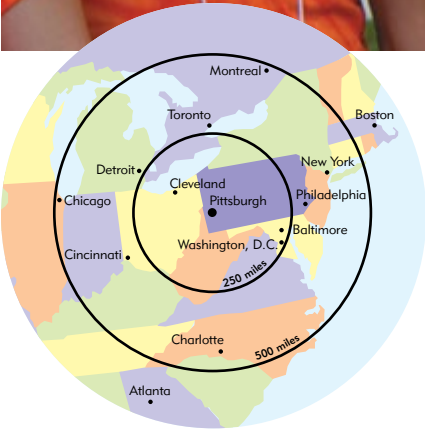 Montreal
Toronto
Boston
New York
Detroit
Cleveland
Philadelphia
Chicago
Pittsburgh
Baltimore
Washington, D.C.
Cincinnati
250 miles
Charlotte
500 miles
Atlanta